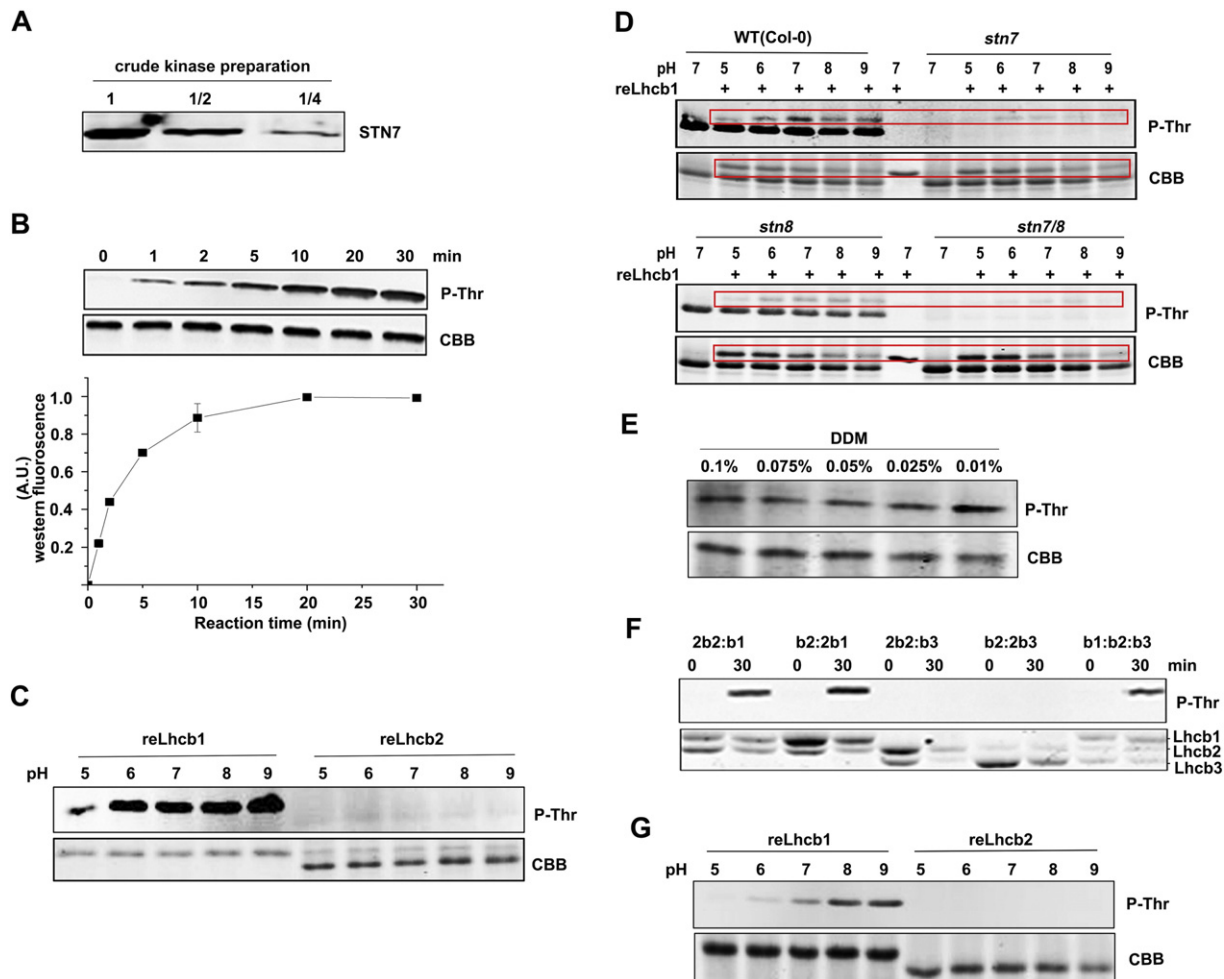 A
crude kinase preparation
1 1/2 1/4
STN7
B
0 1 2 5 10 20 30 min
P-Thr
CBB
western fluoroscence
(A.U.)
1.0
0.8
0.6
0.4
0.2
0 5 10 15 20 25 30
Reaction time (min)
C
reLhcb1 reLhcb2
pH 5 6 7 8 9 5 6 7 8 9
P-Thr
CBB
D
WT(Col-0) stn7
pH 7 5 6 7 8 9 7 7 5 6 7 8 9
reLhcb1 + + + + + + + + + + +
P-Thr
CBB
stn8 stn7/8
pH 7 5 6 7 8 9 7 7 5 6 7 8 9
reLhcb1 + + + + + + + + + + +
P-Thr
CBB
E
DDM
0.1% 0.075% 0.05% 0.025% 0.01%
P-Thr
CBB
F
2b2:b1 b2:2b1 2b2:b3 b2:2b3 b1:b2:b3
0 30 0 30 0 30 0 30 0 30 min
P-Thr
Lhcb1
Lhcb2
Lhcb3
G
reLhcb1 reLhcb2
pH 5 6 7 8 9 5 6 7 8 9
P-Thr
CBB